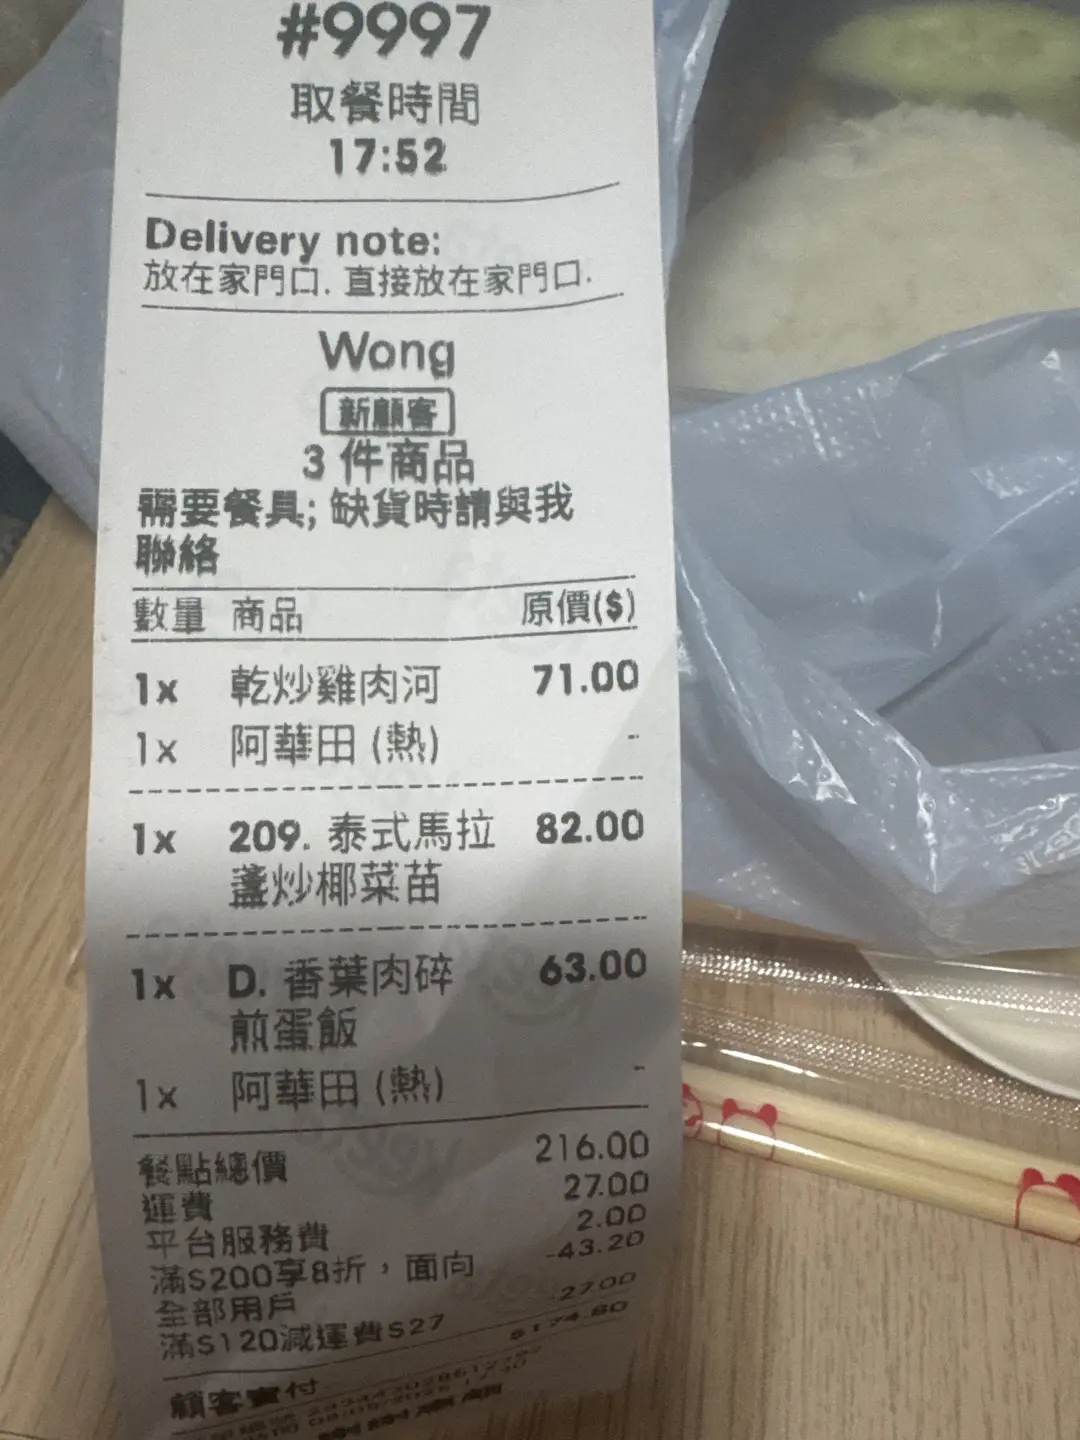 #9997
取餐時間
17:52
Delivery note:
放在家門口. 直接放在家門口.
Wong
新顧客
3 件商品
需要餐具; 缺貨時請與我
聯絡
數量 商品 原價($)
1x 乾炒雞肉河 71.00
1x 阿華田 (熱) -
1x 209. 泰式馬拉 82.00
盞炒椰菜苗
1x D. 香葉肉碎 63.00
煎蛋飯
1x 阿華田 (熱) -
餐點總價 216.00
運費 27.00
平台服務費 2.00
滿$200享8折，面向 -43.20
全部用戶
滿$120減運費$27 -27.00
顧客實付 $174.80